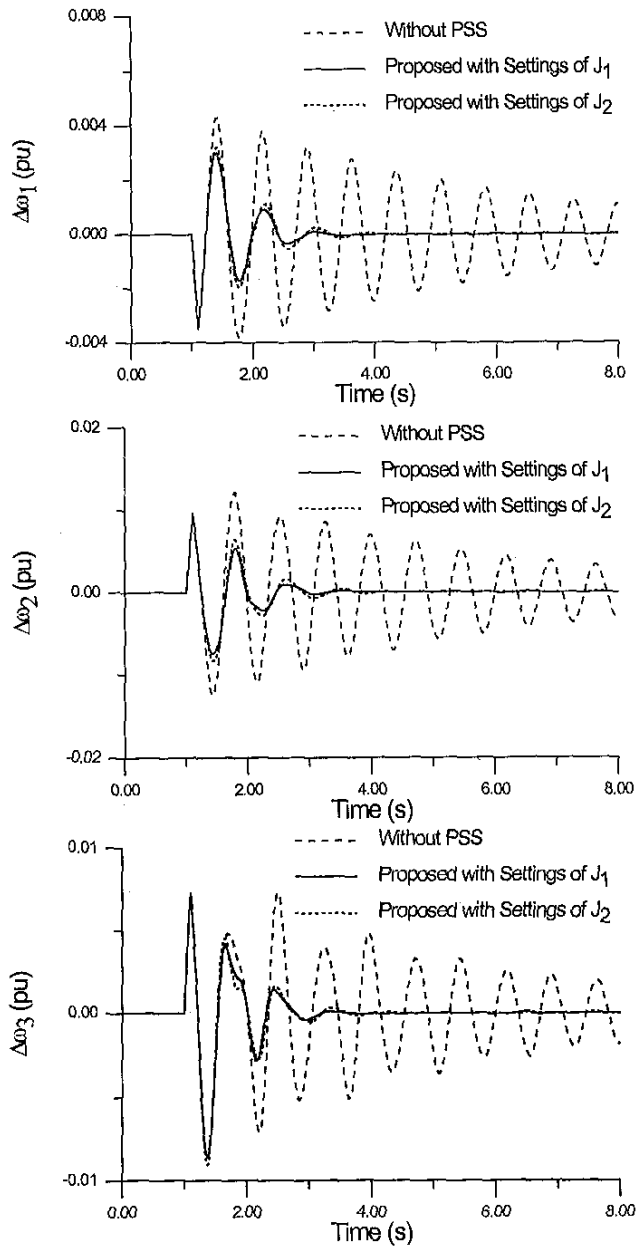 0.008
Without PSS
Proposed with Settings of J1
Proposed with Settings of J2
0.004
0.000
-0.004
Δω1 (pu)
0.00 2.00 4.00 6.00 8.0
Time (s)
0.02
Without PSS
Proposed with Settings of J1
Proposed with Settings of J2
0.00
-0.02
Δω2 (pu)
0.00 2.00 4.00 6.00 8.00
Time (s)
0.01
Without PSS
Proposed with Settings of J1
Proposed with Settings of J2
0.00
-0.01
Δω3 (pu)
0.00 2.00 4.00 6.00 8.00
Time (s)